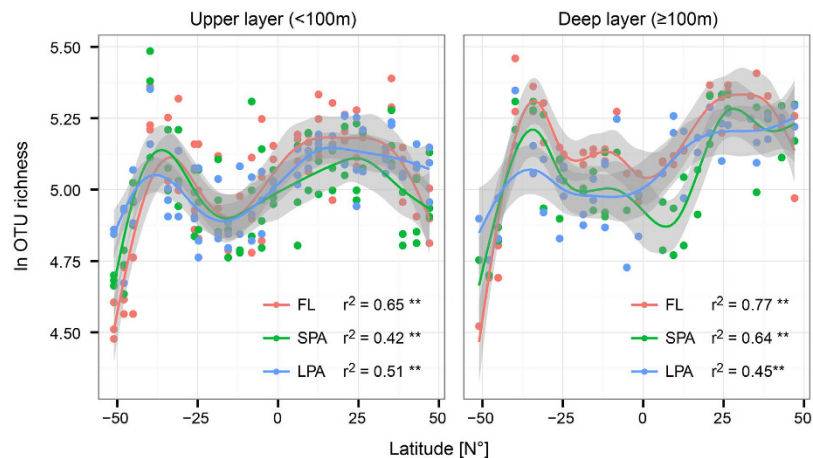 Upper layer (<100m)
Deep layer (≥100m)
ln OTU richness
5.50
5.25
5.00
4.75
4.50
FL r² = 0.65 **
SPA r² = 0.42 **
LPA r² = 0.51 **
FL r² = 0.77 **
SPA r² = 0.64 **
LPA r² = 0.45**
−50 −25 0 25 50
−50 −25 0 25 50
Latitude [N°]